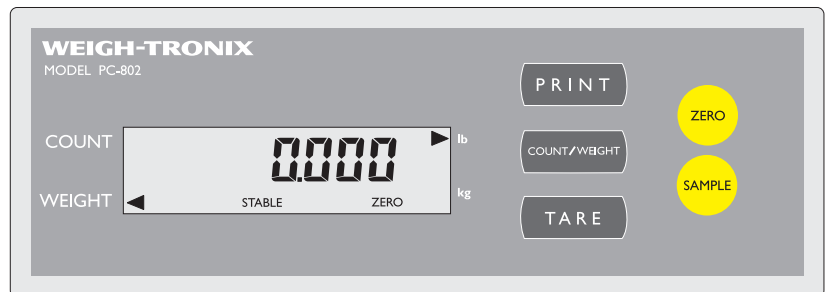 WEIGH-TRONIX
MODEL PC-802
PRINT
ZERO
COUNT
0.000
lb
COUNT/WEIGHT
WEIGHT
STABLE
ZERO
kg
SAMPLE
TARE